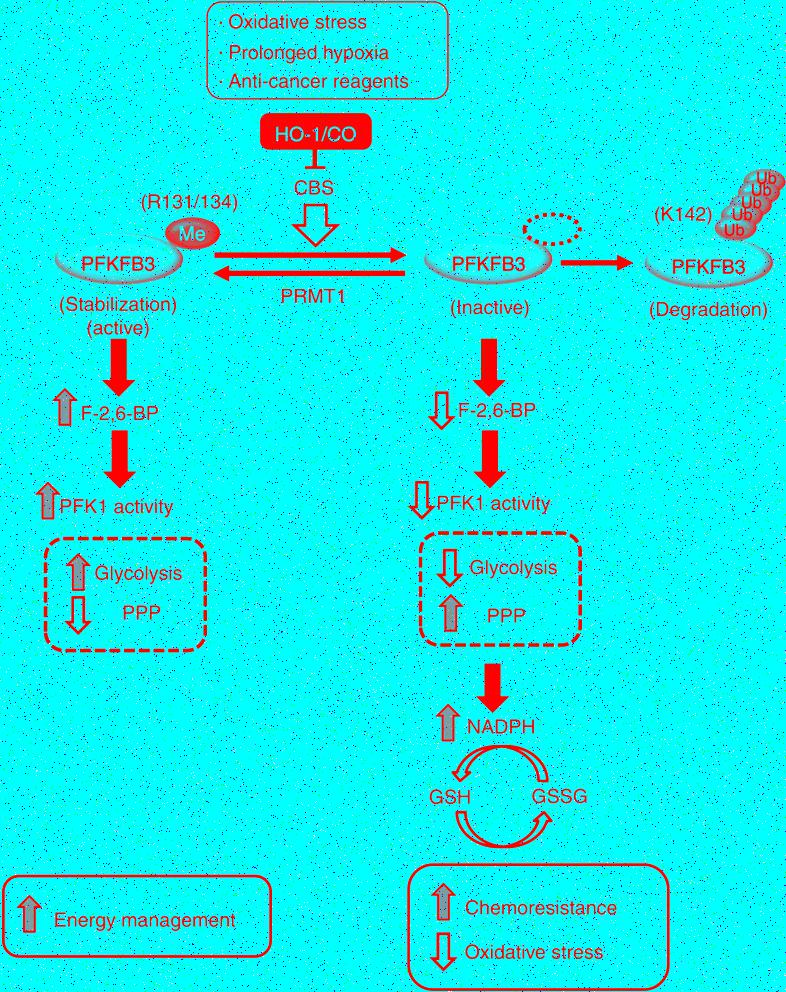 · Oxidative stress
· Prolonged hypoxia
· Anti-cancer reagents
HO-1/CO
CBS
(R131/134)
Me
PFKFB3
(Stabilization)
(active)
PRMT1
PFKFB3
(Inactive)
(K142)
Ub
Ub
Ub
Ub
Ub
PFKFB3
(Degradation)
F-2,6-BP
PFK1 activity
Glycolysis
PPP
F-2,6-BP
PFK1 activity
Glycolysis
PPP
NADPH
GSH
GSSG
Energy management
Chemoresistance
Oxidative stress